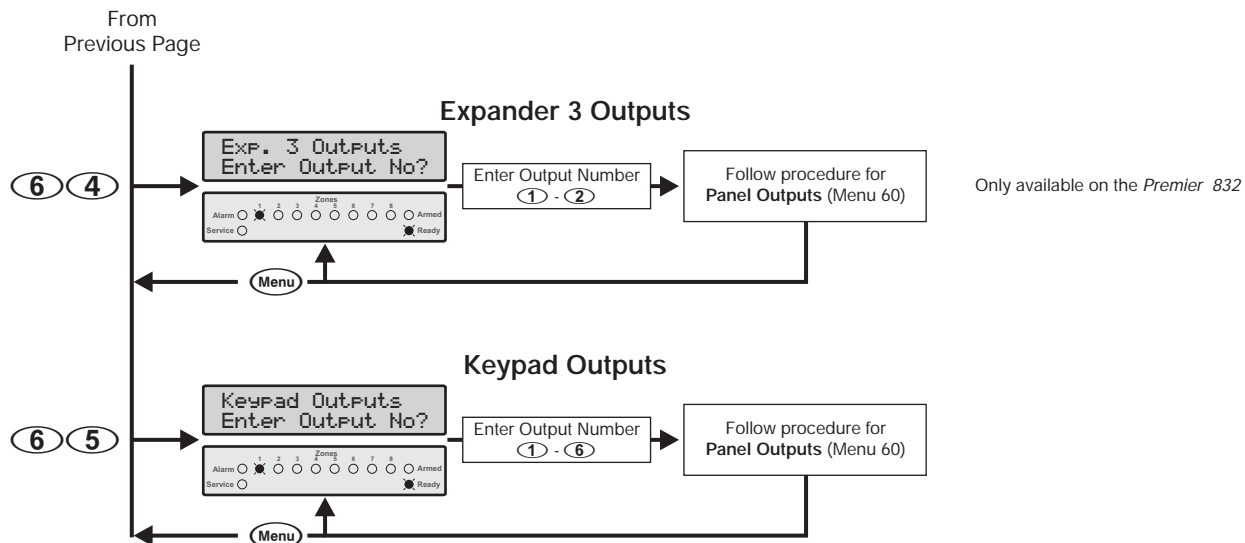 From
Previous Page
Expander 3 Outputs
6 4
Exp. 3 Outputs
Enter Output No?
Zones
1 2 3 4 5 6 7 8
Alarm Armed
Service Ready
Enter Output Number
1 - 2
Follow procedure for
Panel Outputs (Menu 60)
Only available on the Premier 832
Menu
Keypad Outputs
6 5
Keypad Outputs
Enter Output No?
Zones
1 2 3 4 5 6 7 8
Alarm Armed
Service Ready
Enter Output Number
1 - 6
Follow procedure for
Panel Outputs (Menu 60)
Menu